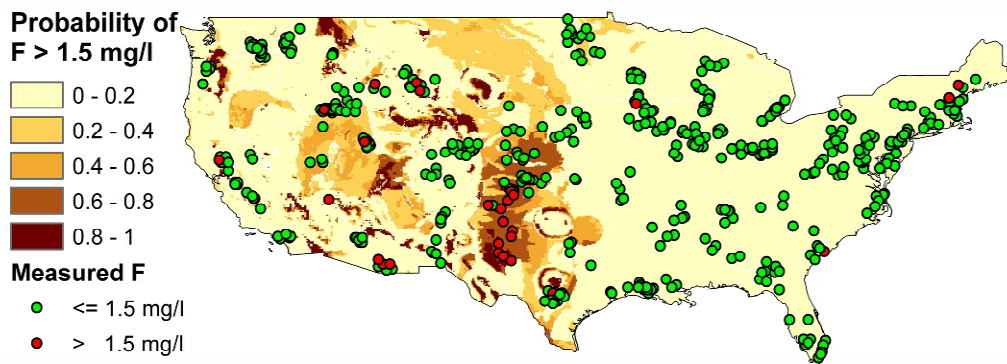 Probability of
F > 1.5 mg/l
0 - 0.2
0.2 - 0.4
0.4 - 0.6
0.6 - 0.8
0.8 - 1
Measured F
<= 1.5 mg/l
> 1.5 mg/l